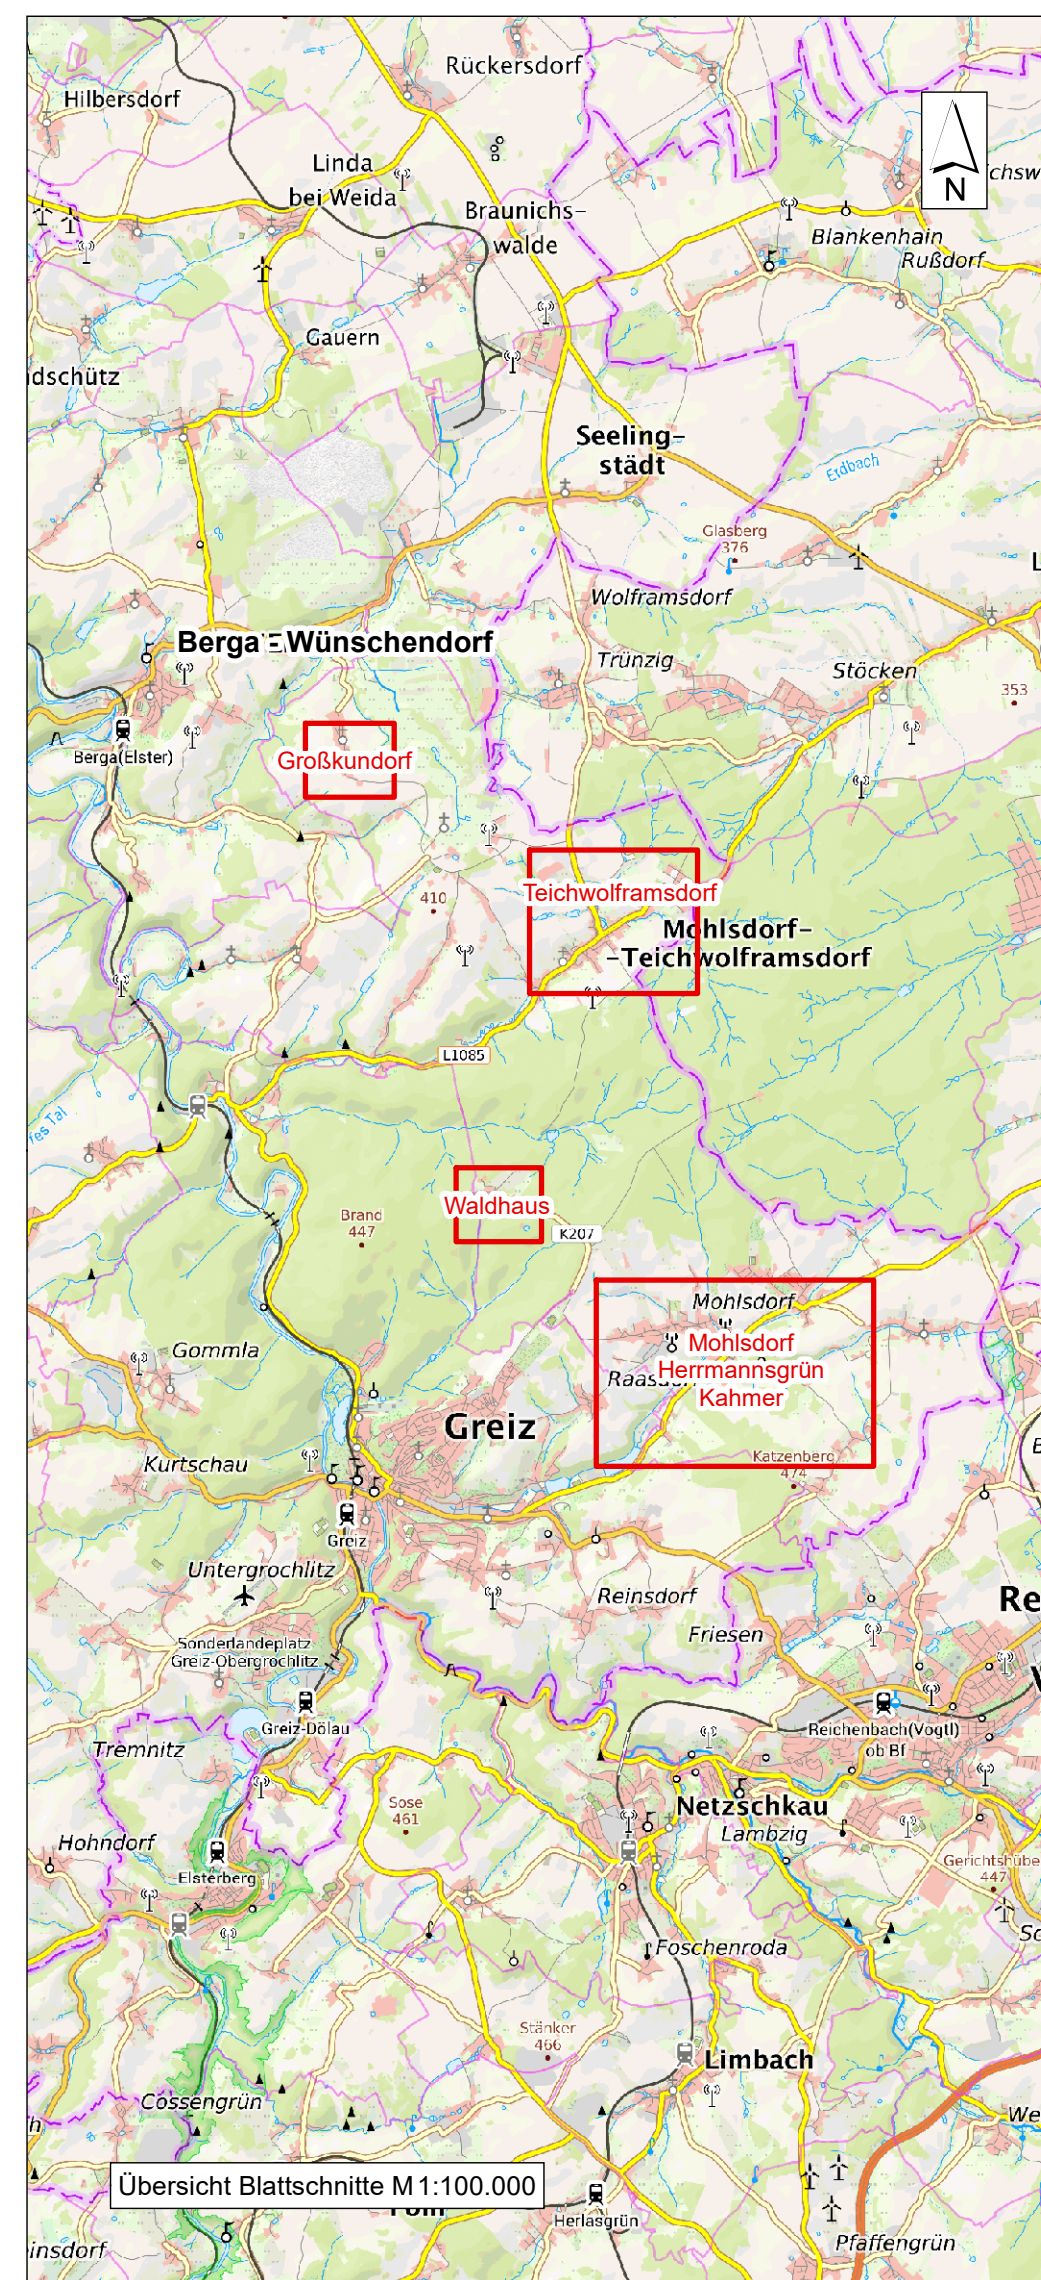 Rückersdorf
Hilbersdorf
Linda
bei Weida
Braunichs-
walde
N
Blankenhain
Rußdorf
Gauern
Seeling-
städt
Erdbach
Glasberg
376
Wolframsdorf
Berga - Wünschendorf
Trünzig
Stöcken
353
Berga(Elster)
Großkundorf
410
Teichwolframsdorf
Mohlsdorf-
-Teichwolframsdorf
L1085
Waldhaus
Brand
447
K207
Mohlsdorf
Gommla
Mohlsdorf
Herrmannsgrün
Kahmer
Greiz
Katzenberg
474
Kurtschau
Greiz
Untergrochlitz
Reinsdorf
Friesen
Sonderlandeplatz
Greiz-Obergrochlitz
Greiz-Dölau
Reichenbach(Vogtl)
ob Bf
Tremnitz
Sose
461
Netzschkau
Lambzig
Hohndorf
Elsterberg
447
Foschenroda
Stänker
466
Limbach
Cossengrün
Übersicht Blattschnitte M 1:100.000
Herlasgrün
Pfaffengrün